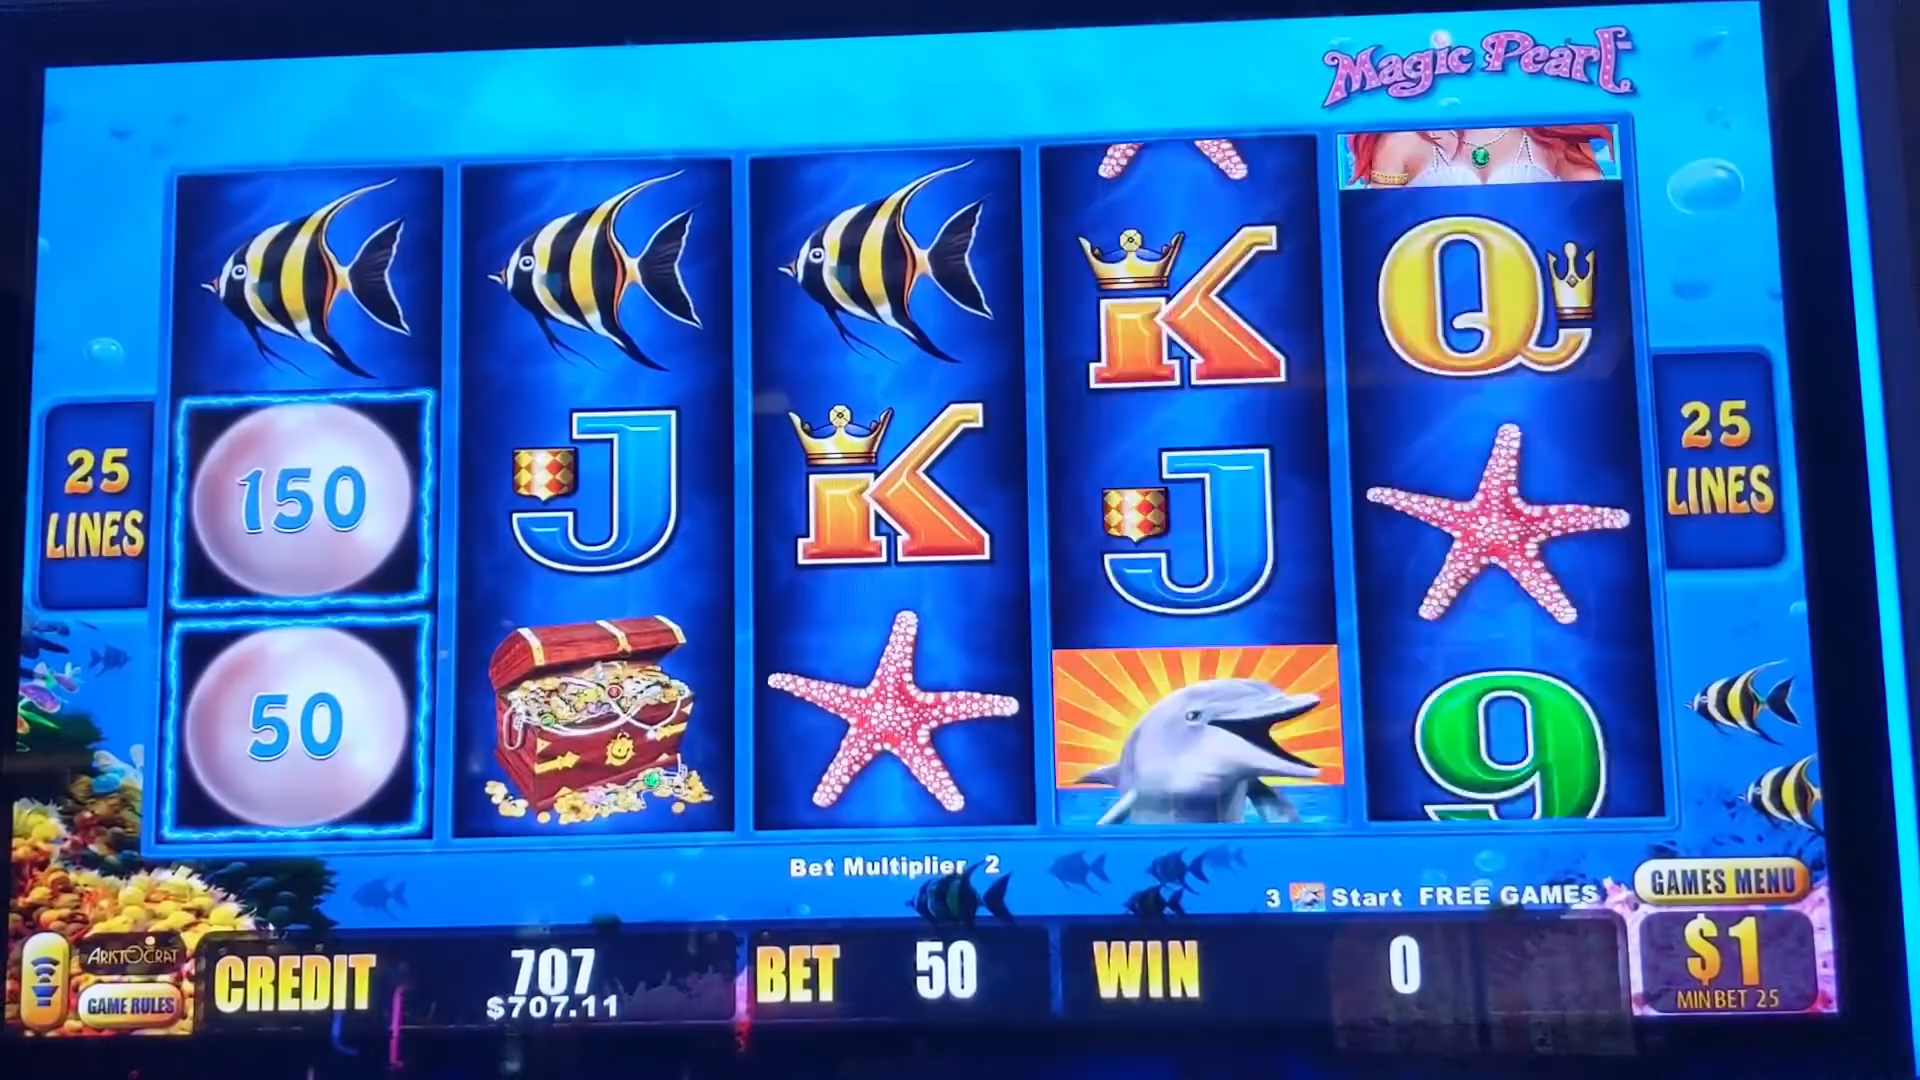 Magic Pearl
K
Q
25
LINES
150
J
K
J
25
LINES
50
9
Bet Multiplier 2
3 Start FREE GAMES
GAMES MENU
ARISTOCRAT
GAME RULES
CREDIT 707
$707.11
BET 50
WIN 0
$1
MIN BET 25